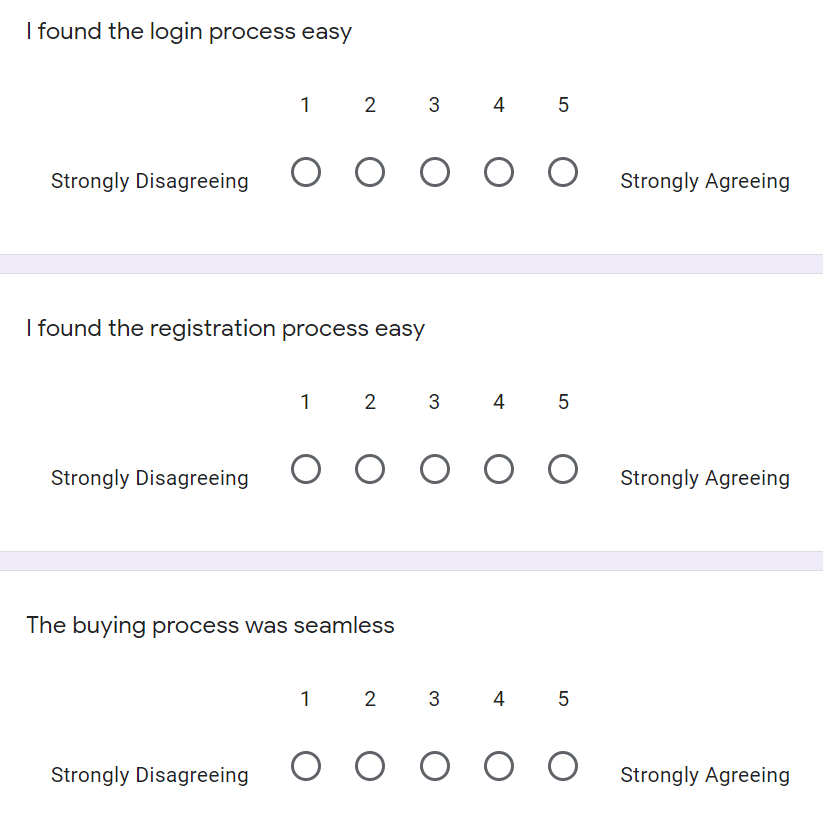 I found the login process easy
1 2 3 4 5
Strongly Disagreeing Strongly Agreeing
I found the registration process easy
1 2 3 4 5
Strongly Disagreeing Strongly Agreeing
The buying process was seamless
1 2 3 4 5
Strongly Disagreeing Strongly Agreeing